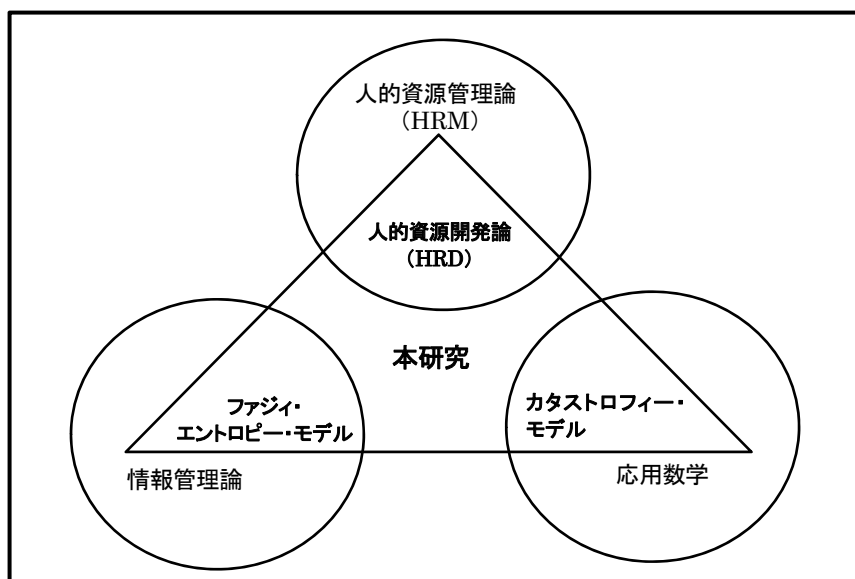 人的資源管理論
(HRM)
人的資源開発論
(HRD)
本研究
ファジィ・
エントロピー・モデル
カタストロフィー・
モデル
情報管理論
応用数学